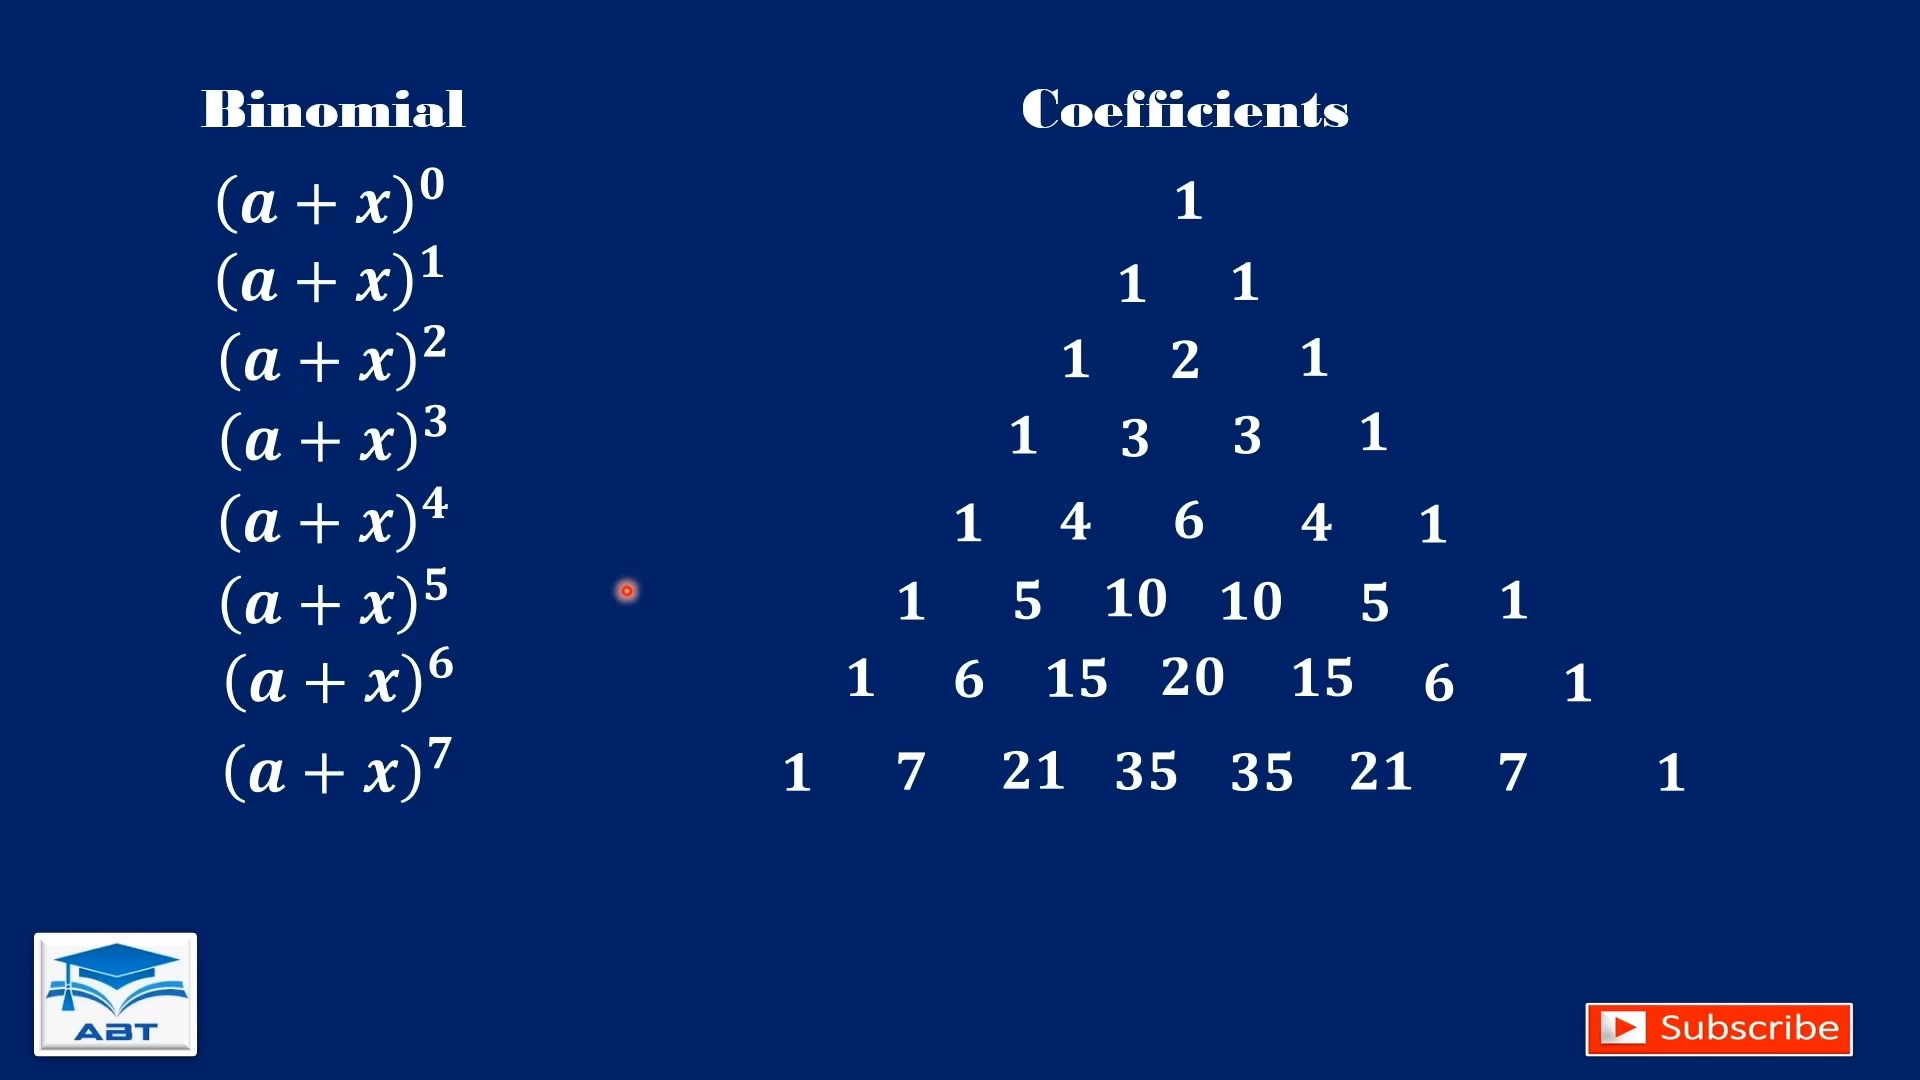 Binomial Coefficients
(a + x)⁰ 1
(a + x)¹ 1 1
(a + x)² 1 2 1
(a + x)³ 1 3 3 1
(a + x)⁴ 1 4 6 4 1
(a + x)⁵ 1 5 10 10 5 1
(a + x)⁶ 1 6 15 20 15 6 1
(a + x)⁷ 1 7 21 35 35 21 7 1
ABT
Subscribe